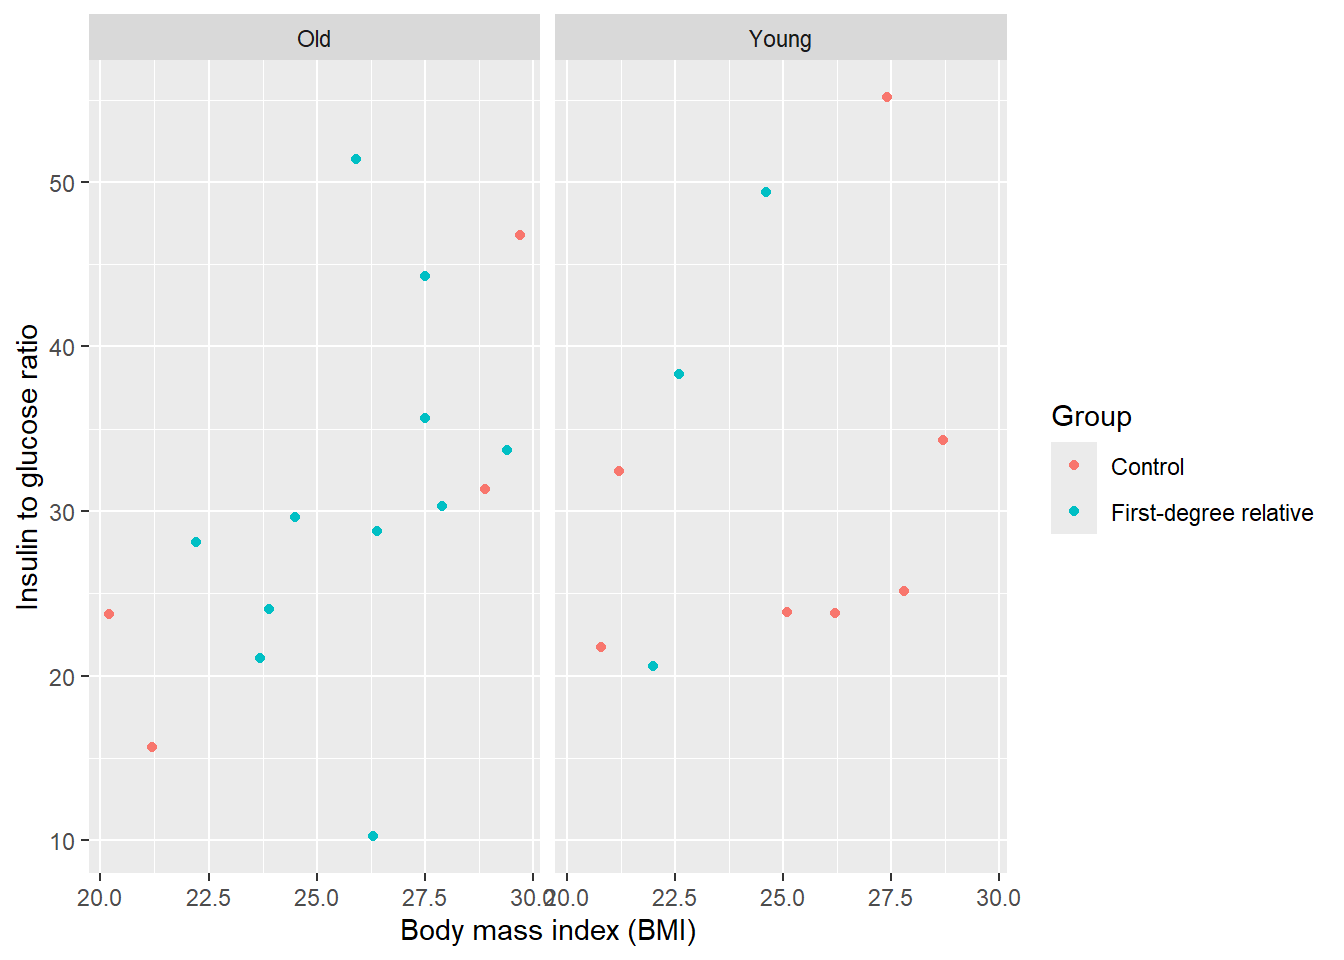 Old
Young
Insulin to glucose ratio
50
40
30
20
10
20.0 22.5 25.0 27.5 30.0
20.0 22.5 25.0 27.5 30.0
Body mass index (BMI)
Group
Control
First-degree relative